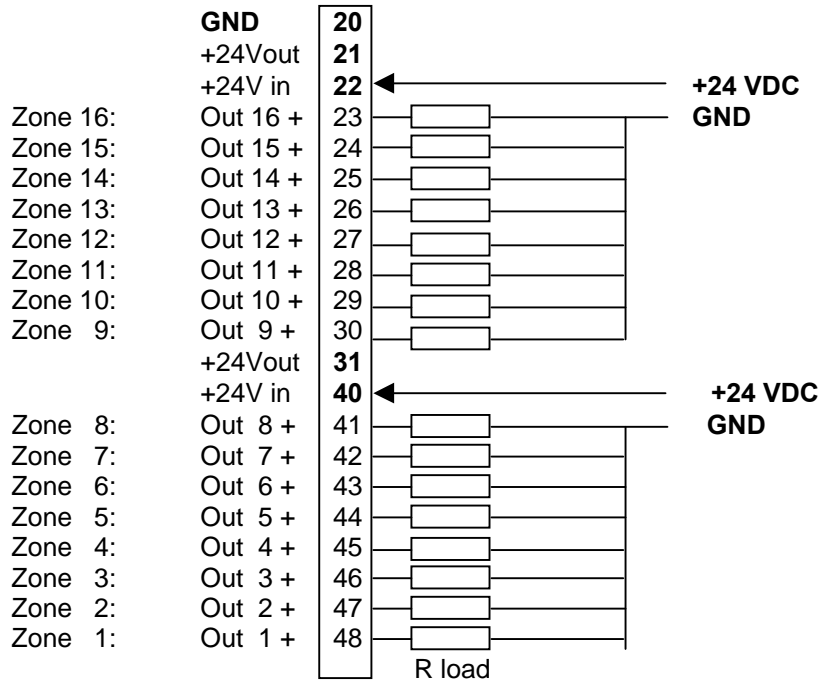 GND 20
+24Vout 21
+24V in 22 +24 VDC
Zone 16: Out 16 + 23 GND
Zone 15: Out 15 + 24
Zone 14: Out 14 + 25
Zone 13: Out 13 + 26
Zone 12: Out 12 + 27
Zone 11: Out 11 + 28
Zone 10: Out 10 + 29
Zone 9: Out 9 + 30
+24Vout 31
+24V in 40 +24 VDC
Zone 8: Out 8 + 41 GND
Zone 7: Out 7 + 42
Zone 6: Out 6 + 43
Zone 5: Out 5 + 44
Zone 4: Out 4 + 45
Zone 3: Out 3 + 46
Zone 2: Out 2 + 47
Zone 1: Out 1 + 48
R load